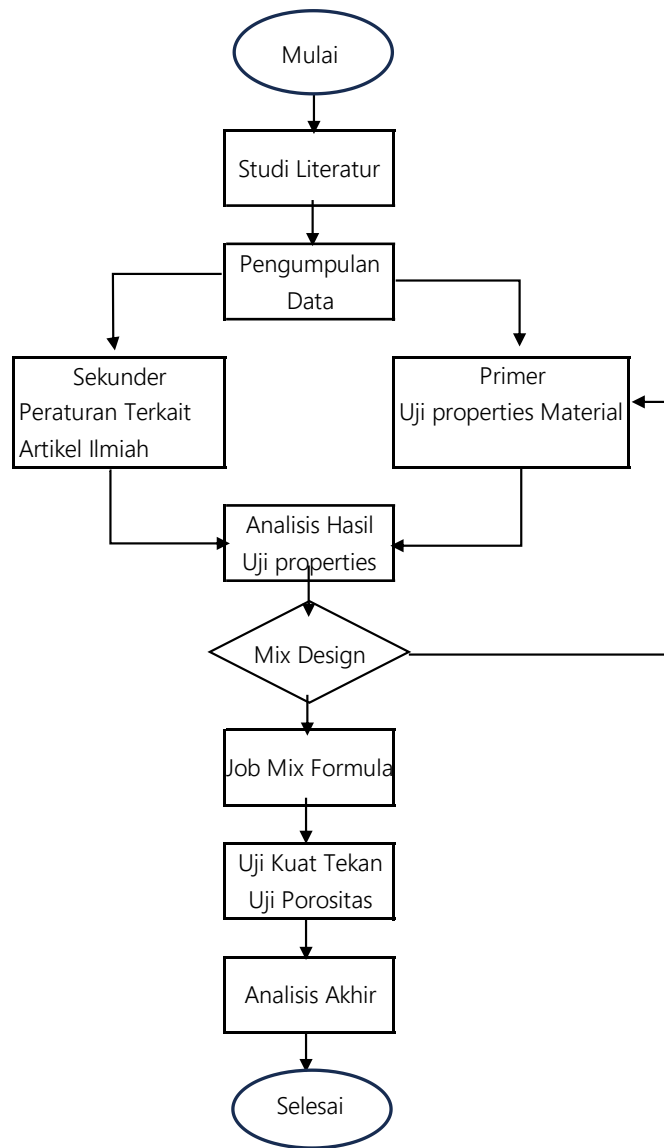 Mulai
Studi Literatur
Pengumpulan
Data
Sekunder
Peraturan Terkait
Artikel Ilmiah
Primer
Uji properties Material
Analisis Hasil
Uji properties
Mix Design
Job Mix Formula
Uji Kuat Tekan
Uji Porositas
Analisis Akhir
Selesai